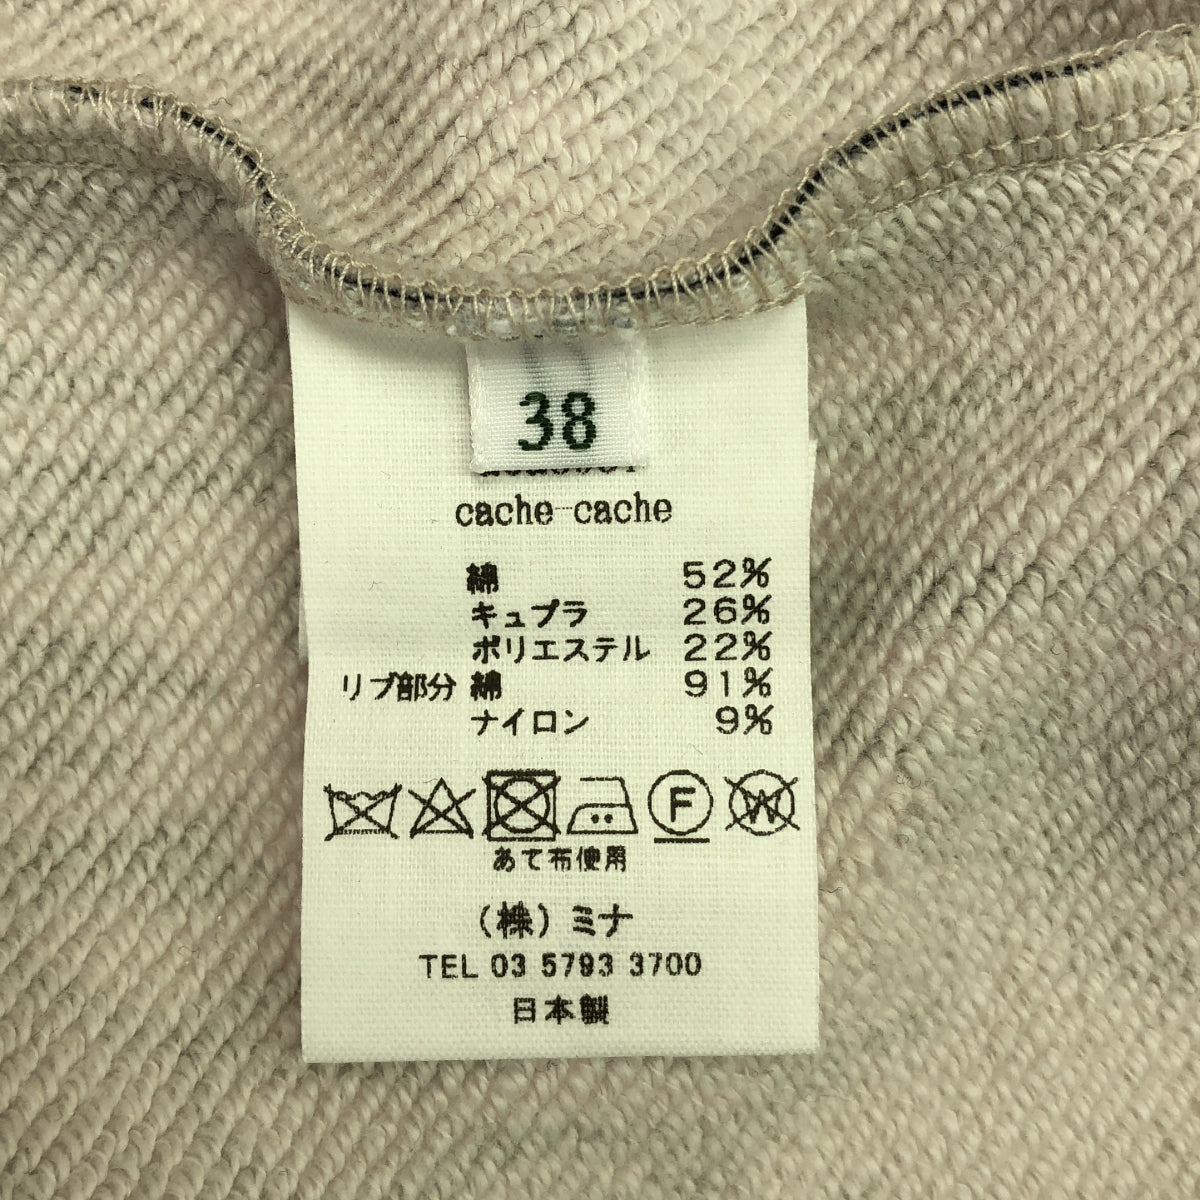 38
cache cache
綿 52%
キュプラ 26%
ポリエステル 22%
リブ部分 綿 91%
ナイロン 9%
F W
あて布使用
(株)ミナ
TEL 03 5793 3700
日本製